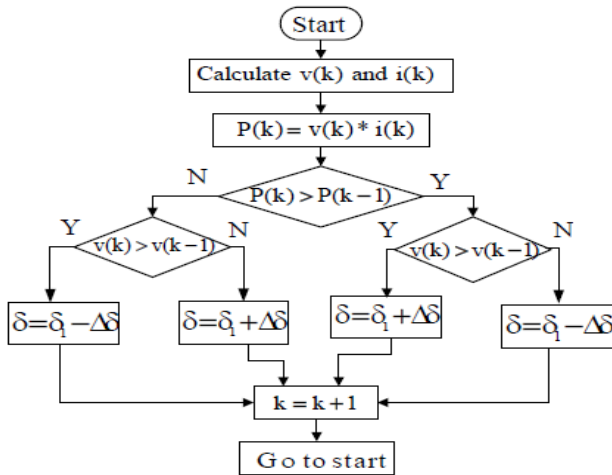 Start
Calculate v(k) and i(k)
P(k) = v(k) * i(k)
N
P(k) > P(k−1)
Y
Y
v(k) > v(k−1)
N
Y
v(k) > v(k−1)
N
δ=δ₁−Δδ
δ=δ₁+Δδ
δ=δ₁+Δδ
δ=δ₁−Δδ
k = k+1
Go to start